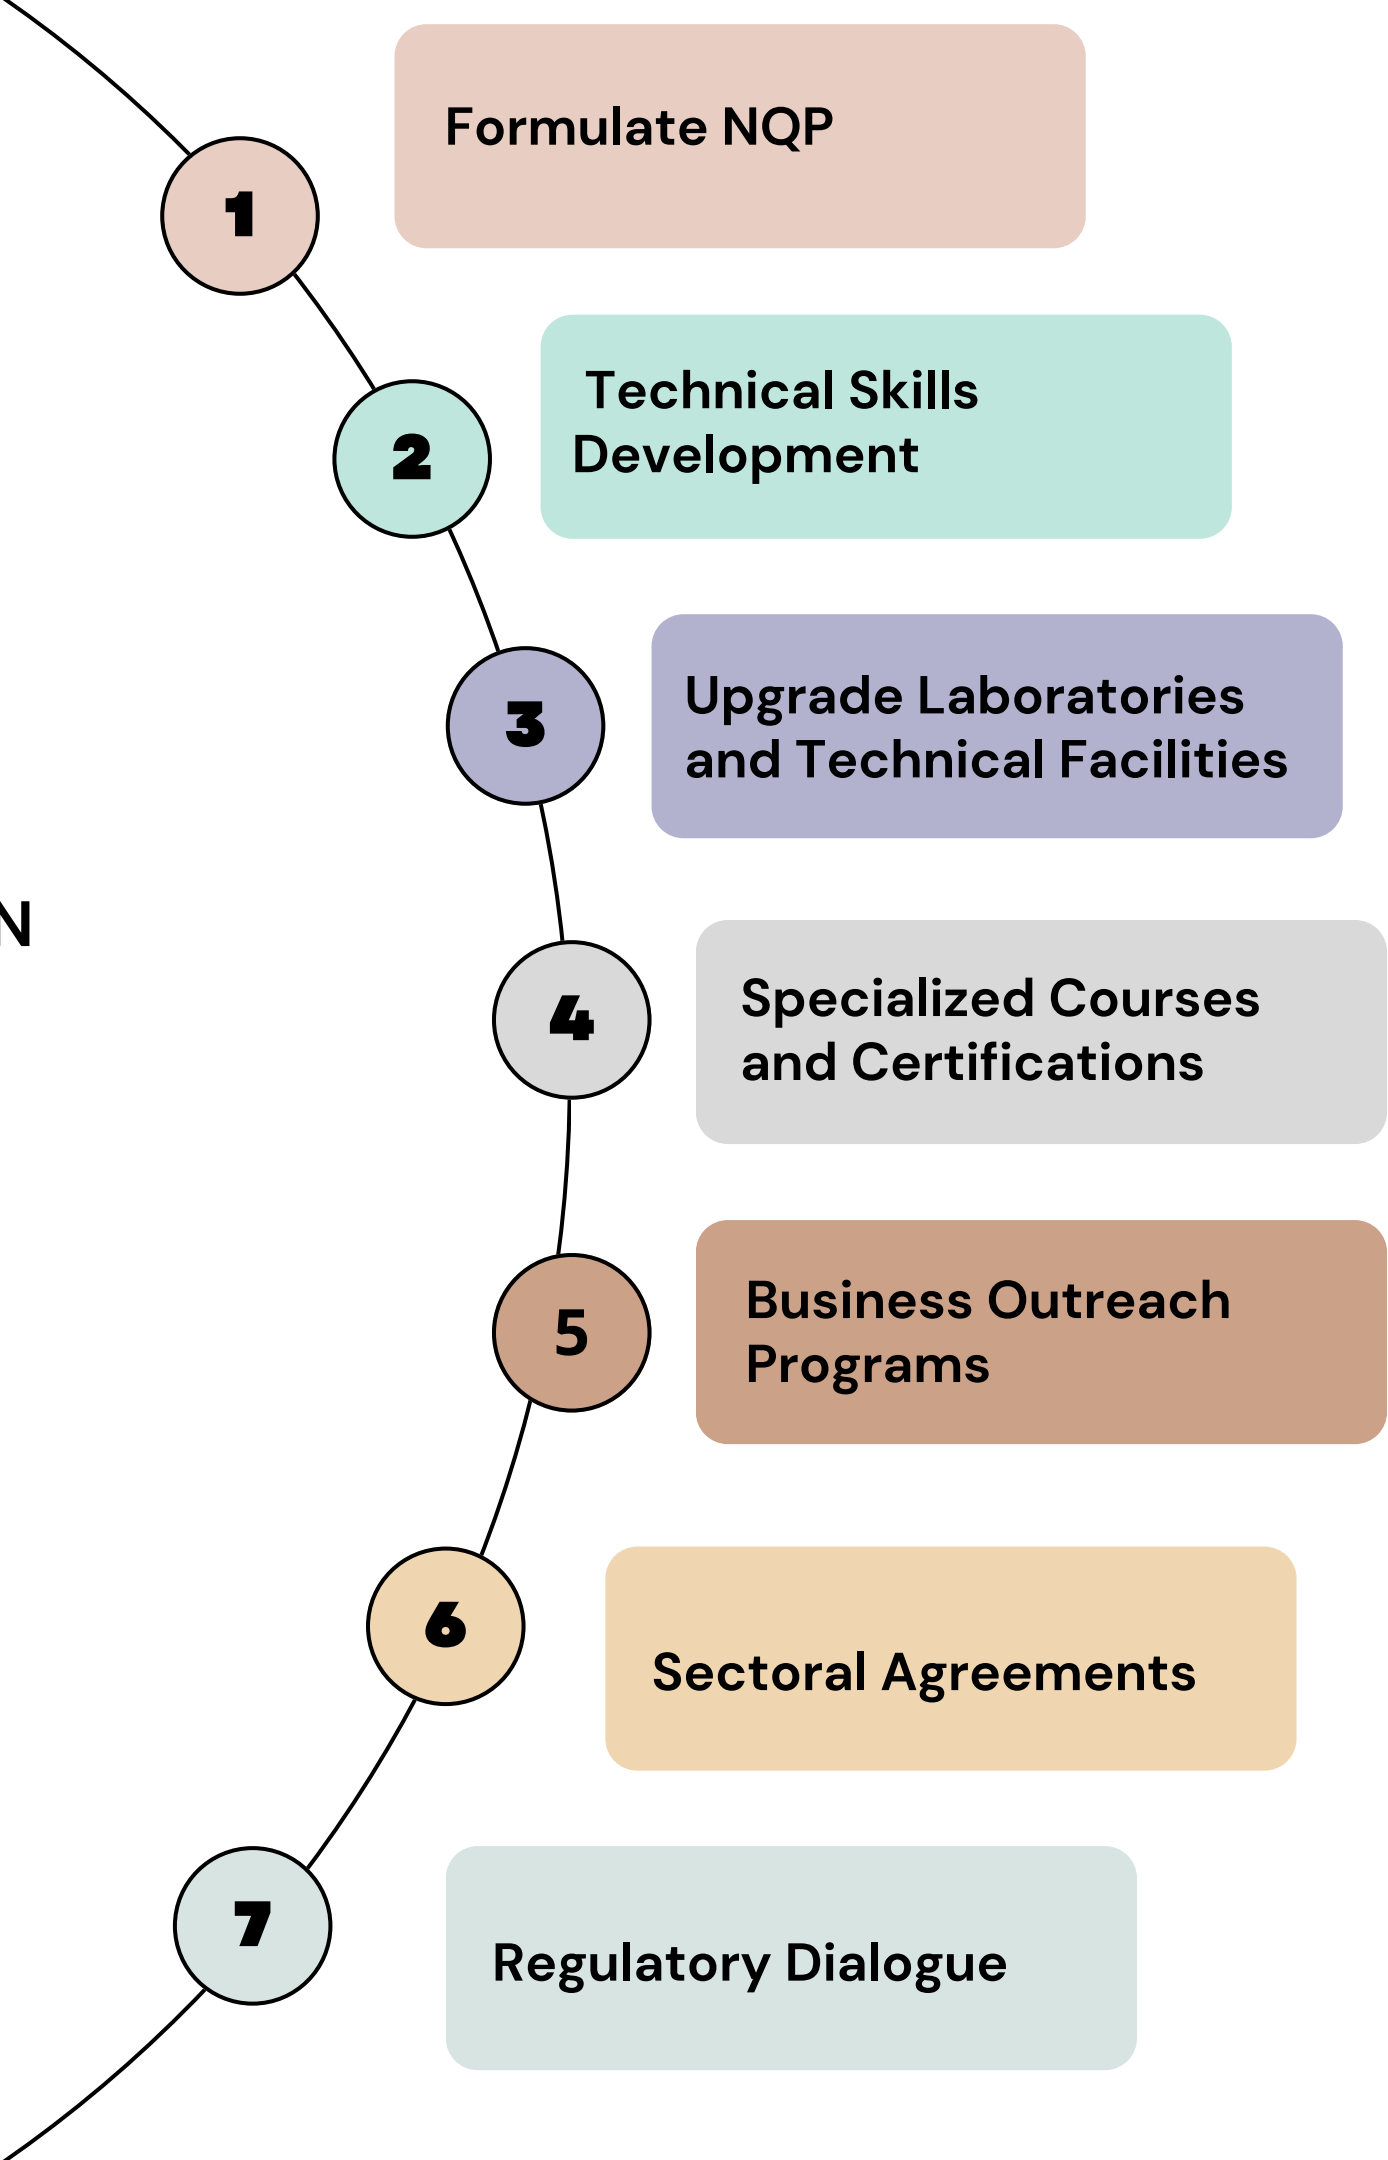 1
Formulate NQP
2
Technical Skills
Development
3
Upgrade Laboratories
and Technical Facilities
N
4
Specialized Courses
and Certifications
5
Business Outreach
Programs
6
Sectoral Agreements
7
Regulatory Dialogue